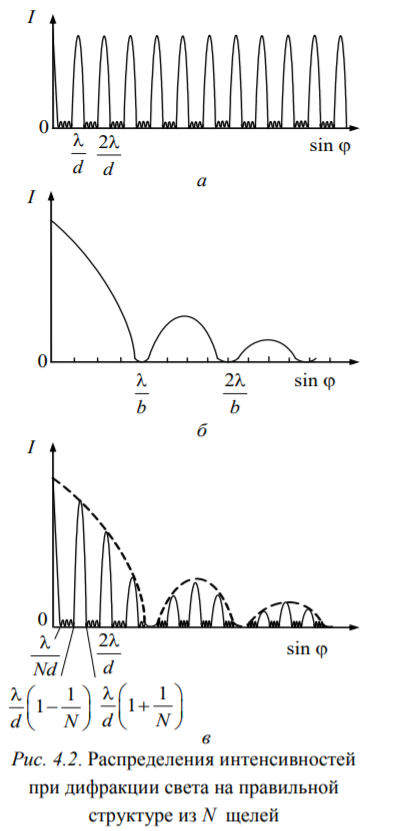 I
0
λ/d 2λ/d sin φ
а
I
0
λ/b 2λ/b sin φ
б
I
0
λ/Nd 2λ/d sin φ
λ/d(1−1/N) λ/d(1+1/N)
в
Рис. 4.2. Распределения интенсивностей
при дифракции света на правильной
структуре из N щелей